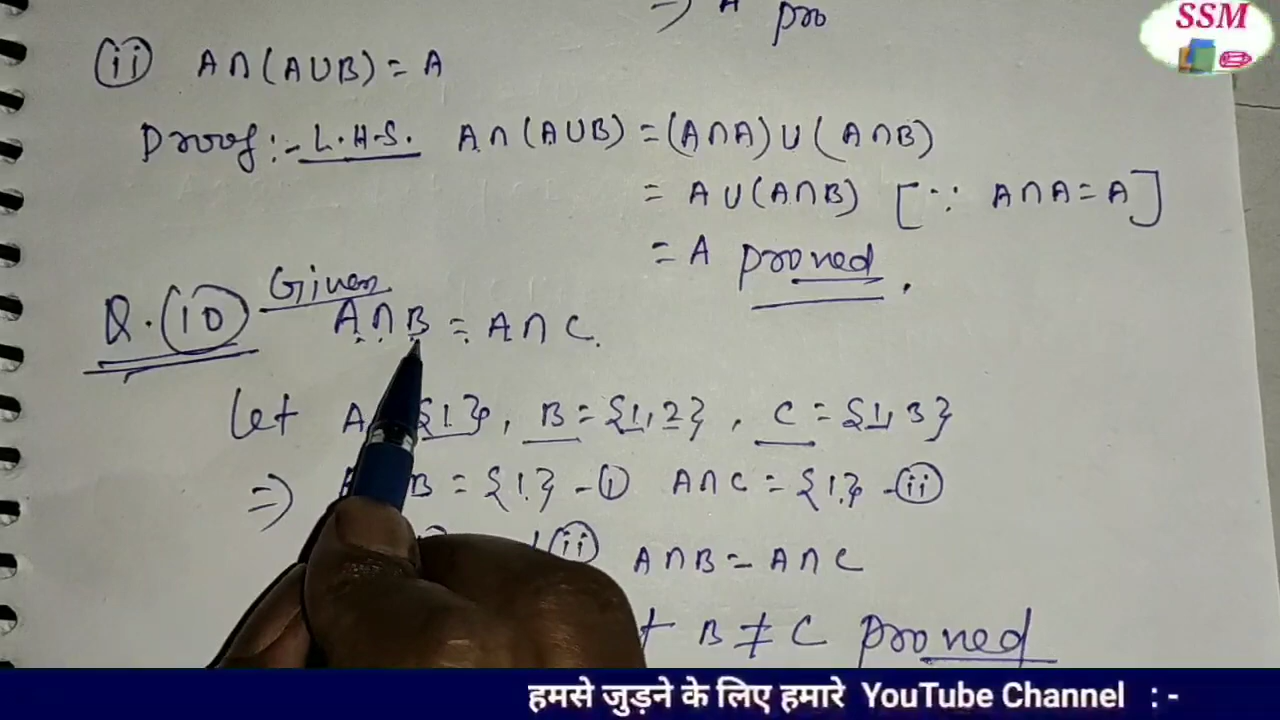 ⇒ A pro
SSM
(ii) A∩(A∪B) = A
Proof:- L.H.S. A∩(A∪B) = (A∩A)∪(A∩B)
= A∪(A∩B) [∵ A∩A=A]
= A proved.
Q.(10) Given
A∩B = A∩C.
Let A {1}, B = {1,2}, C = {1,3}
⇒ B = {1} -(i) A∩C = {1} -(ii)
(ii) A∩B = A∩C
B ≠ C proved
हमसे जुड़ने के लिए हमारे YouTube Channel : -